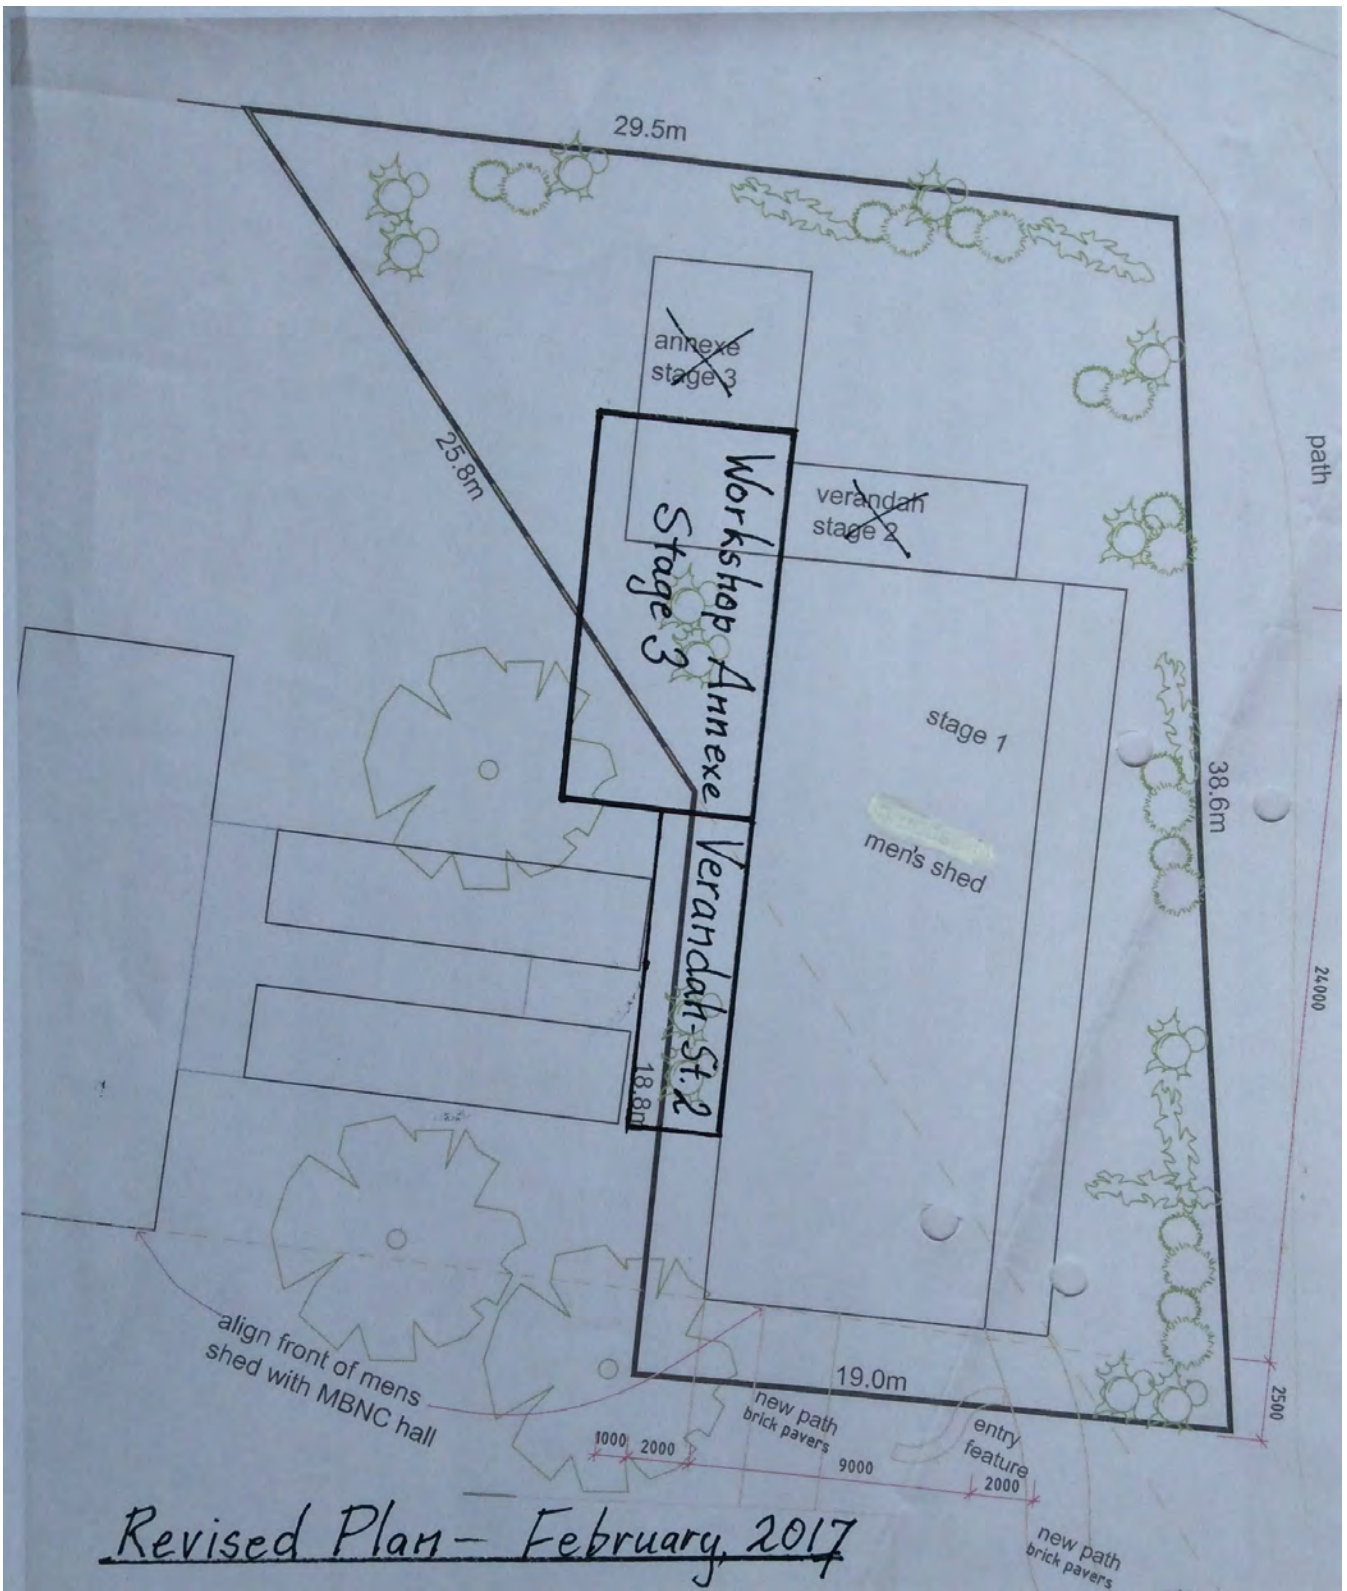 29.5m
annexe
stage 3
path
25.8m
Workshop Annexe
Stage 3
verandah
stage 2
stage 1
38.6m
men's shed
Verandah-St.2
24000
18.8m
align front of mens
shed with MBNC hall
19.0m
2500
new path
brick pavers
entry
feature
1000
2000
9000
2000
new path
brick pavers
Revised Plan- February, 2017